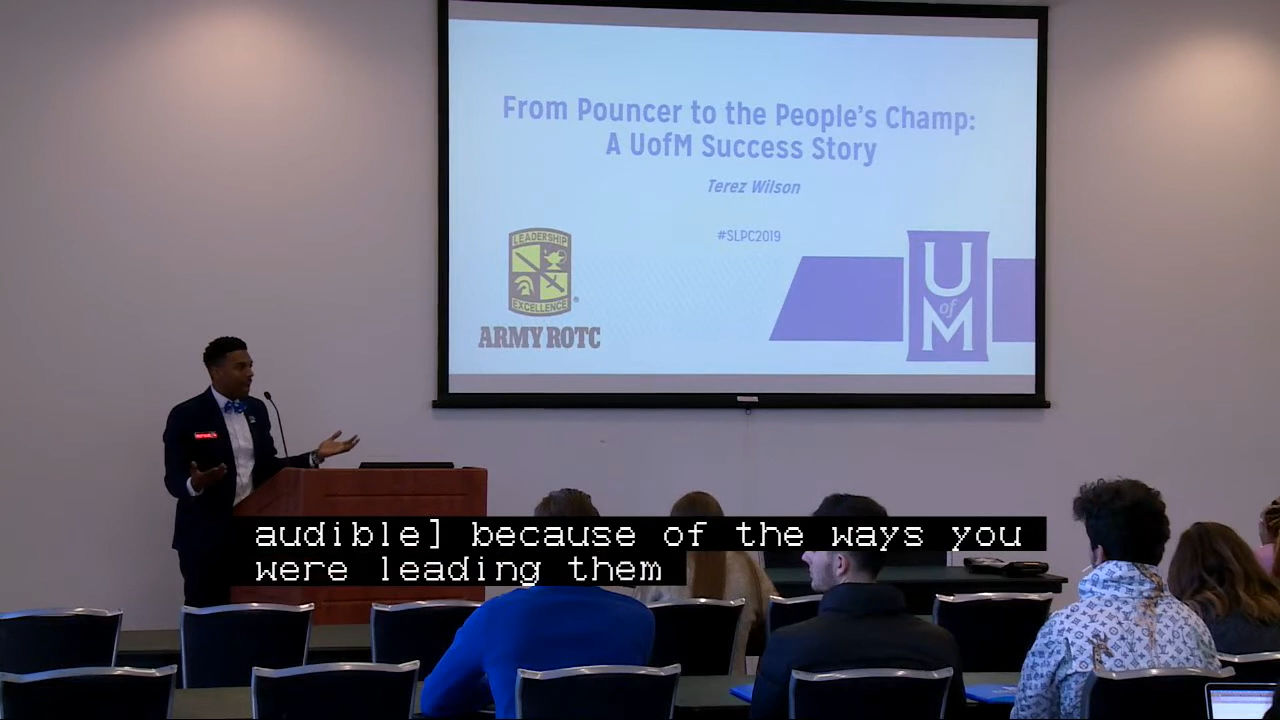 From Pouncer to the People's Champ:
A UofM Success Story
Terez Wilson
#SLPC2019
LEADERSHIP
EXCELLENCE
ARMY ROTC
U
of
M
audible] because of the ways you
were leading them